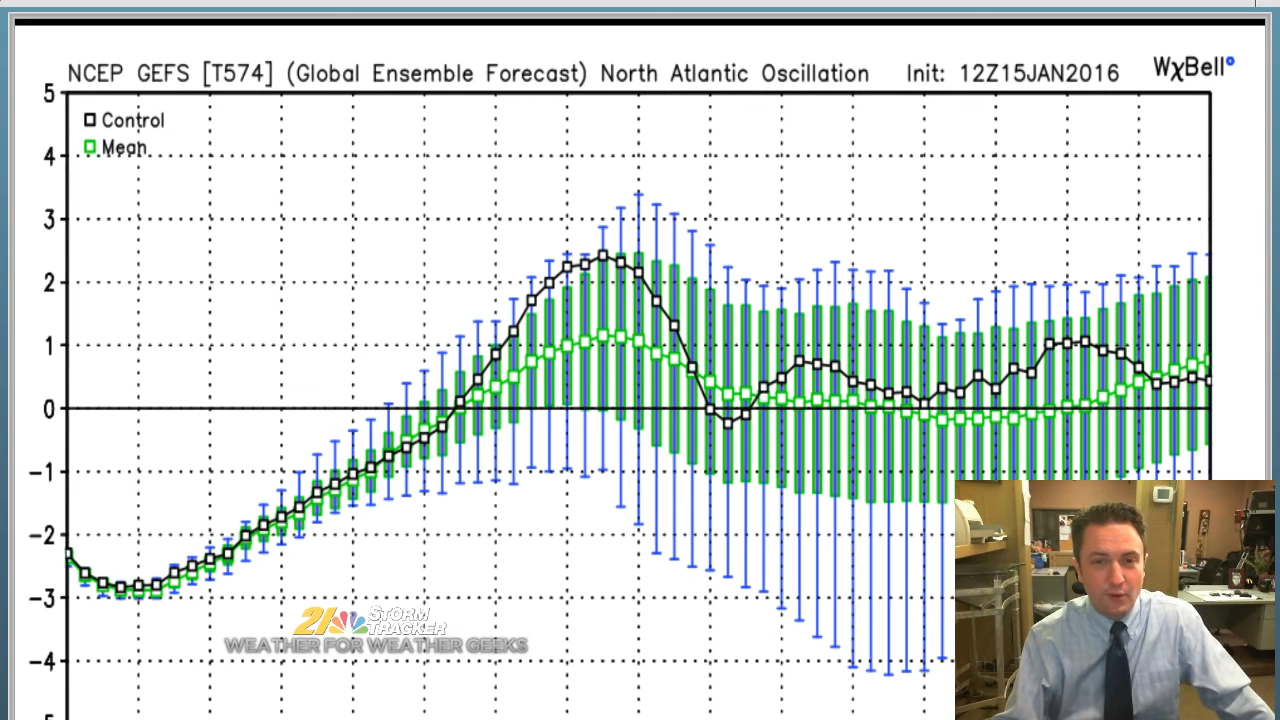 NCEP GEFS [T574] (Global Ensemble Forecast) North Atlantic Oscillation Init: 12Z15JAN2016 WχBell
5
Control
Mean
4
3
2
1
0
-1
-2
-3
21 STORM
TRACKER
WEATHER FOR WEATHER GEEKS
-4